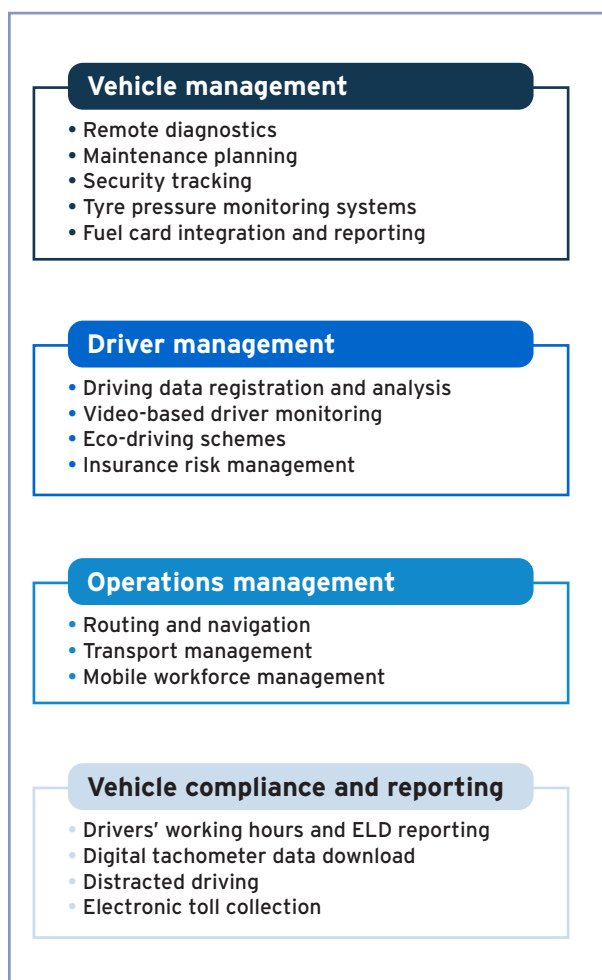 Vehicle management
• Remote diagnostics
• Maintenance planning
• Security tracking
• Tyre pressure monitoring systems
• Fuel card integration and reporting
Driver management
• Driving data registration and analysis
• Video-based driver monitoring
• Eco-driving schemes
• Insurance risk management
Operations management
• Routing and navigation
• Transport management
• Mobile workforce management
Vehicle compliance and reporting
• Drivers’ working hours and ELD reporting
• Digital tachometer data download
• Distracted driving
• Electronic toll collection